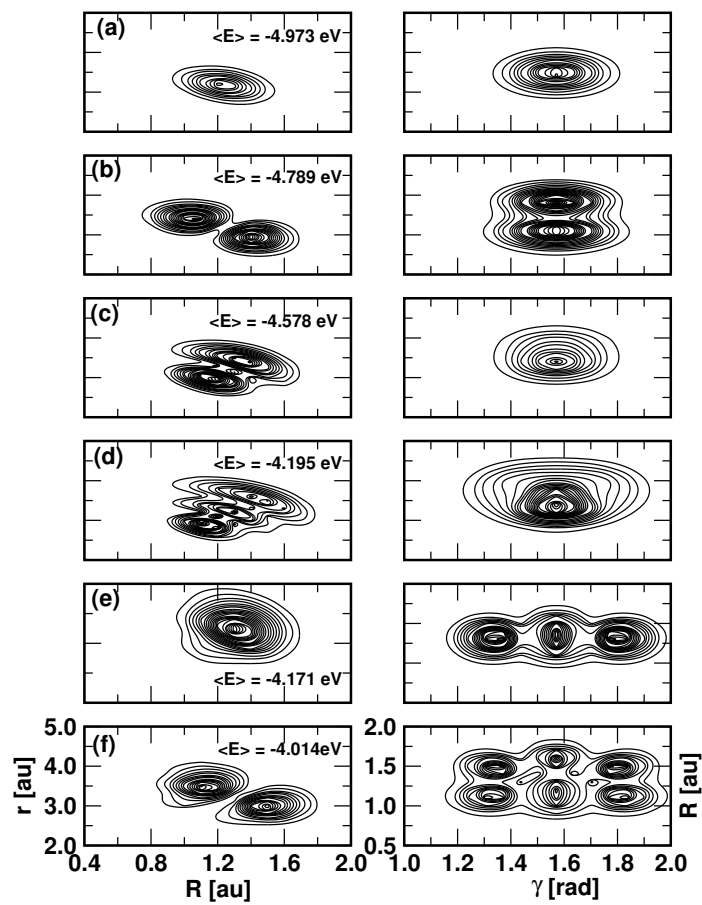 (a)
<E> = -4.973 eV
(b)
<E> = -4.789 eV
(c)
<E> = -4.578 eV
(d)
<E> = -4.195 eV
(e)
<E> = -4.171 eV
(f)
<E> = -4.014eV
5.0
4.0
3.0
2.0
r [au]
0.4 0.8 1.2 1.6 2.0
R [au]
2.0
1.5
1.0
0.5
R [au]
1.0 1.2 1.4 1.6 1.8 2.0
γ [rad]